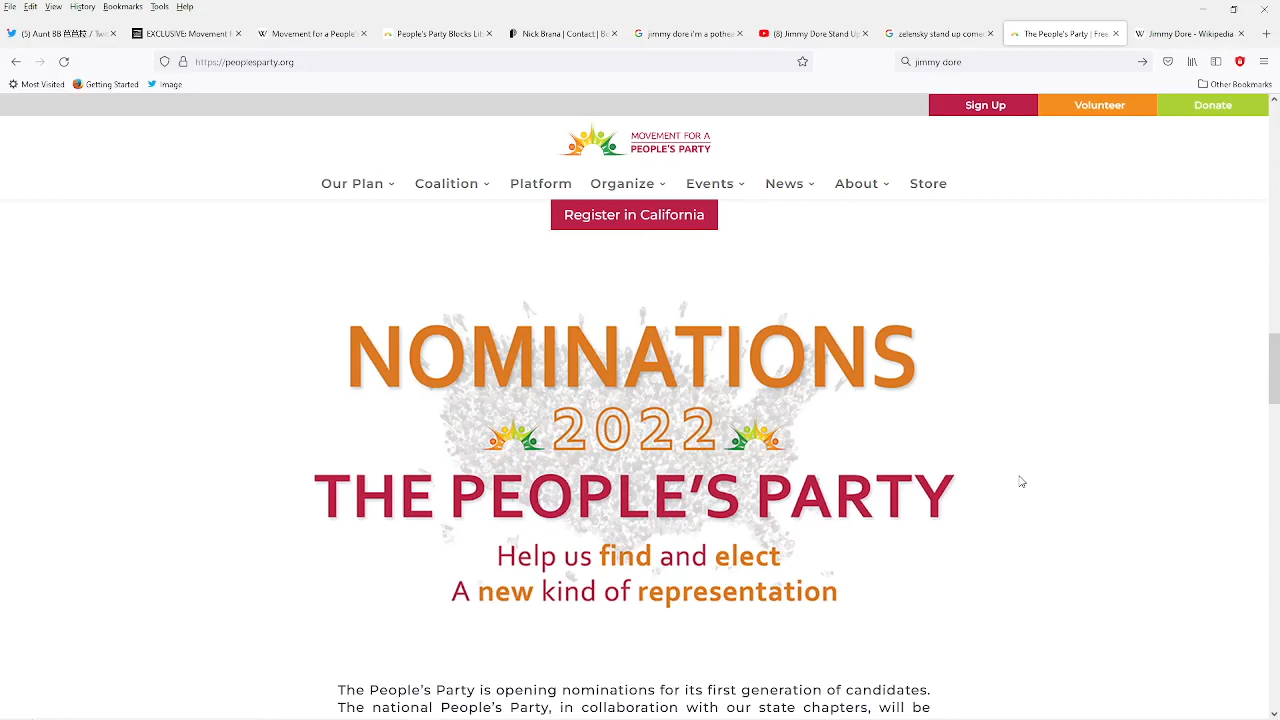 File Edit View History Bookmarks Tools Help
(5) Aunt BB
EXCLUSIVE: Movement
Movement for a People's
People's Party Blocks
Nick Brana | Contact |
jimmy dore i'm a
(8) Jimmy Dore Stand
zelensky stand up
The People's Party | Free
Jimmy Dore - Wikipedia
https://peoplesparty.org
jimmy dore
Most Visited Getting Started Image Other Bookmarks
Sign Up Volunteer Donate
MOVEMENT FOR A
PEOPLE'S PARTY
Our Plan Coalition Platform Organize Events News About Store
Register in California
NOMINATIONS
2022
THE PEOPLE'S PARTY
Help us find and elect
A new kind of representation
The People's Party is opening nominations for its first generation of candidates.
The national People's Party, in collaboration with our state chapters, will be